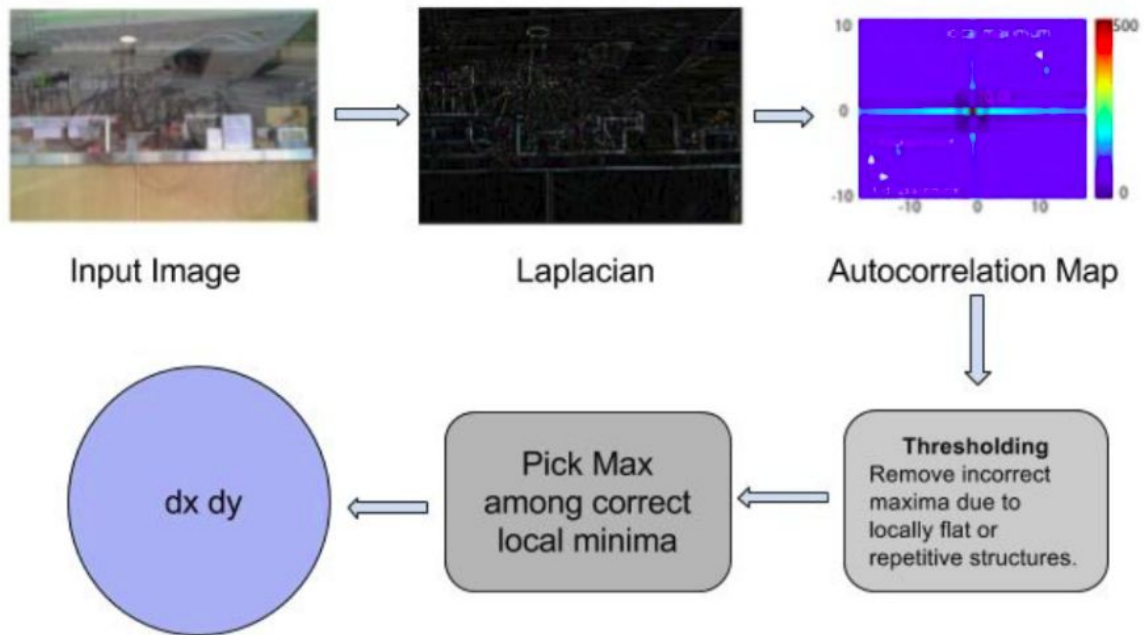 10
0
-10
-10
0
10
500
0
Input Image
Laplacian
Autocorrelation Map
Thresholding
Remove incorrect
maxima due to
locally flat or
repetitive structures.
Pick Max
among correct
local minima
dx dy